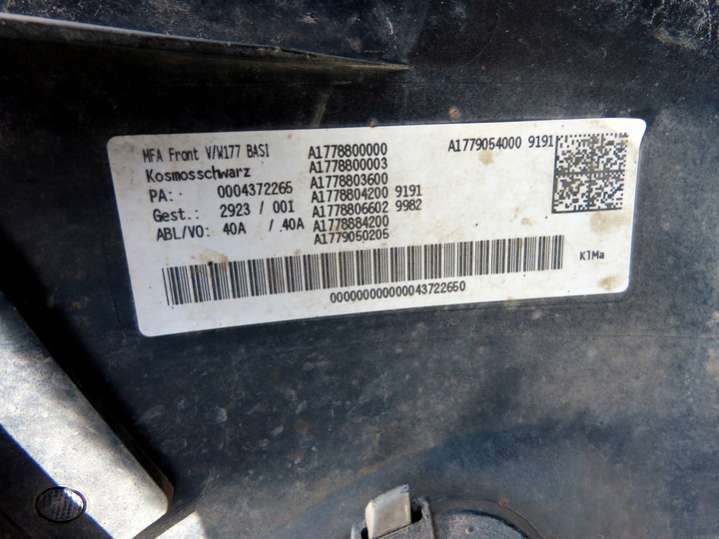 MFA Front V/W177 BASI
Kosmosschwarz
PA: 0004372265
Gest.: 2923 / 001
ABL/VO: 40A / 40A
A1778800000
A1778800003
A1778803600
A1778804200 9191
A1778806602 9982
A1778884200
A1779050205
A1779054000 9191
KTMa
00000000000043722650